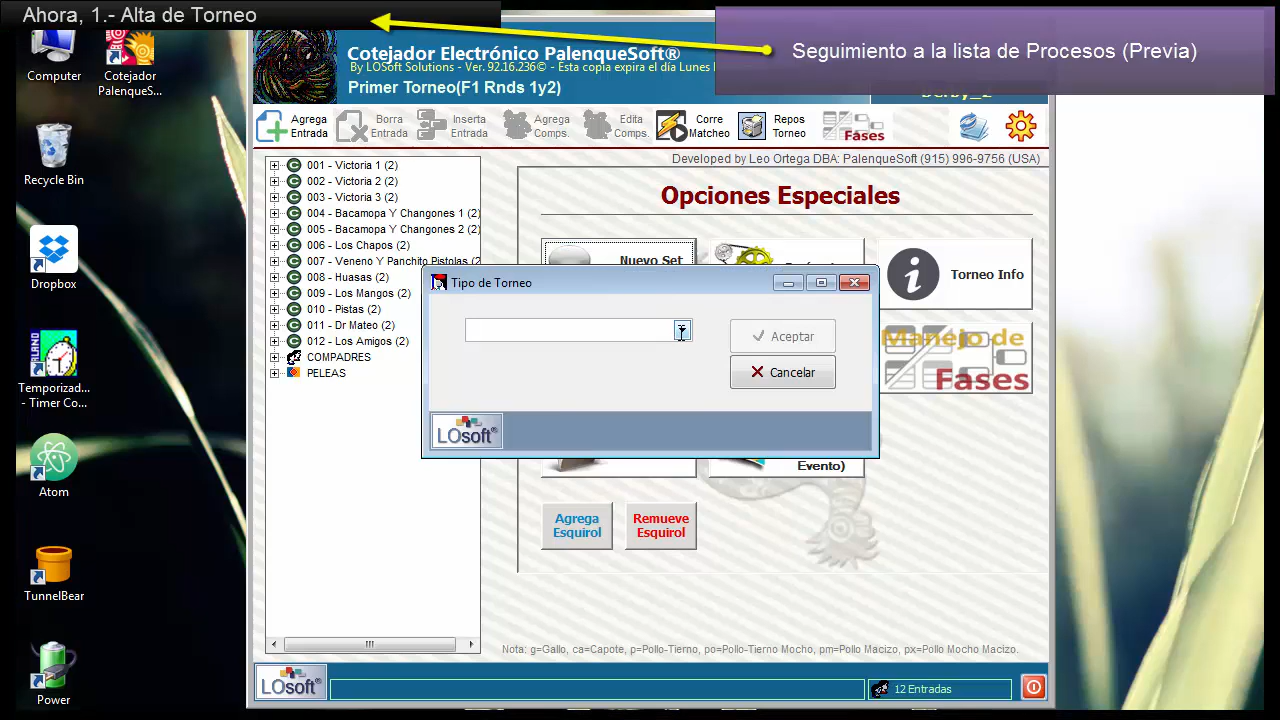 Ahora, 1.- Alta de Torneo
Seguimiento a la lista de Procesos (Previa)
Computer
Cotejador
PalenqueS...
Recycle Bin
Dropbox
Temporizad...
- Timer Co...
Atom
TunnelBear
Power
Cotejador Electrónico PalenqueSoft®
By LOSoft Solutions - Ver. 92.16.236© - Esta copia expira el día Lunes
Primer Torneo(F1 Rnds 1y2)
Agrega
Entrada
Borra
Entrada
Inserta
Entrada
Agrega
Comps.
Edita
Comps.
Corre
Matcheo
Repos
Torneo
Fases
Developed by Leo Ortega DBA: PalenqueSoft (915) 996-9756 (USA)
001 - Victoria 1 (2)
002 - Victoria 2 (2)
003 - Victoria 3 (2)
004 - Bacamopa Y Changones 1 (2)
005 - Bacamopa Y Changones 2 (2)
006 - Los Chapos (2)
007 - Veneno Y Panchito Pistolas (2)
008 - Huasas (2)
009 - Los Mangos (2)
010 - Pistas (2)
011 - Dr Mateo (2)
012 - Los Amigos (2)
COMPADRES
PELEAS
Opciones Especiales
Nuevo Set
Torneo Info
Manejo de
Fases
Tipo de Torneo
Aceptar
Cancelar
LOsoft®
Evento)
Agrega
Esquirol
Remueve
Esquirol
Nota: g=Gallo, ca=Capote, p=Pollo-Tierno, po=Pollo-Tierno Mocho, pm=Pollo Macizo, px=Pollo Mocho Macizo.
LOsoft®
12 Entradas